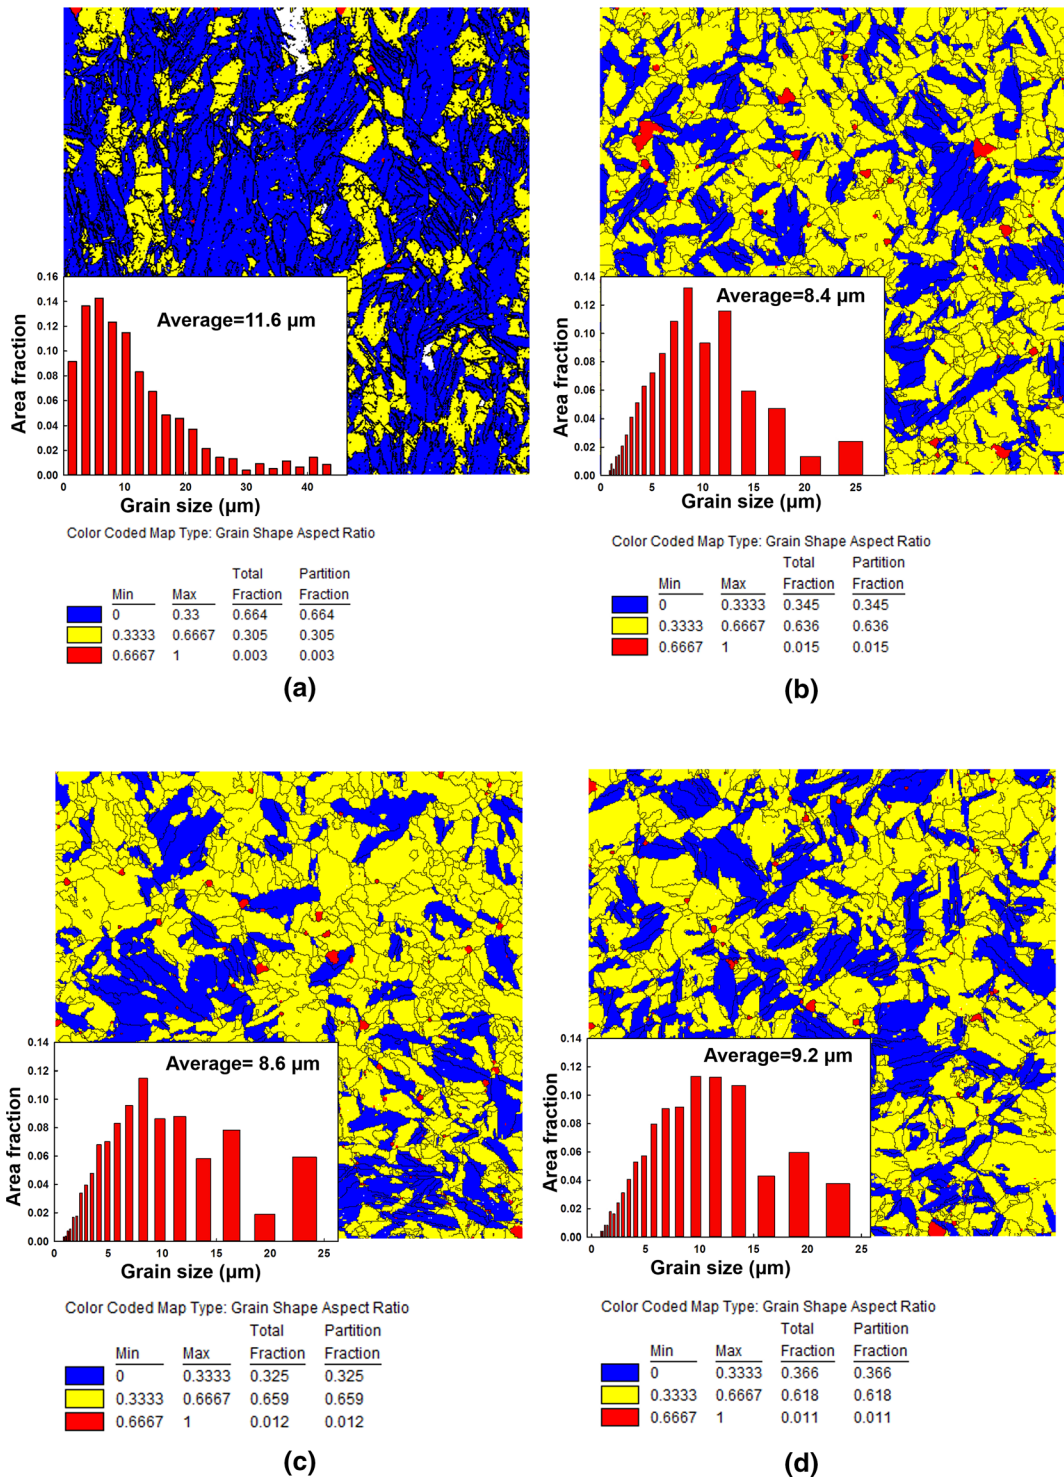 0.16
0.14
0.12
0.10
0.08
0.06
0.04
0.02
0.00
Area fraction
Average=11.6 µm
0 10 20 30 40
Grain size (µm)
Color Coded Map Type: Grain Shape Aspect Ratio
Total Partition
Min Max Fraction Fraction
0 0.33 0.664 0.664
0.3333 0.6667 0.305 0.305
0.6667 1 0.003 0.003
(a)
0.14
0.12
0.10
0.08
0.06
0.04
0.02
0.00
Area fraction
Average=8.4 µm
0 5 10 15 20 25
Grain size (µm)
Color Coded Map Type: Grain Shape Aspect Ratio
Total Partition
Min Max Fraction Fraction
0 0.3333 0.345 0.345
0.3333 0.6667 0.636 0.636
0.6667 1 0.015 0.015
(b)
0.14
0.12
0.10
0.08
0.06
0.04
0.02
0.00
Area fraction
Average= 8.6 µm
0 5 10 15 20 25
Grain size (µm)
Color Coded Map Type: Grain Shape Aspect Ratio
Total Partition
Min Max Fraction Fraction
0 0.3333 0.325 0.325
0.3333 0.6667 0.659 0.659
0.6667 1 0.012 0.012
(c)
0.14
0.12
0.10
0.08
0.06
0.04
0.02
0.00
Area fraction
Average=9.2 µm
0 5 10 15 20 25
Grain size (µm)
Color Coded Map Type: Grain Shape Aspect Ratio
Total Partition
Min Max Fraction Fraction
0 0.3333 0.366 0.366
0.3333 0.6667 0.618 0.618
0.6667 1 0.011 0.011
(d)